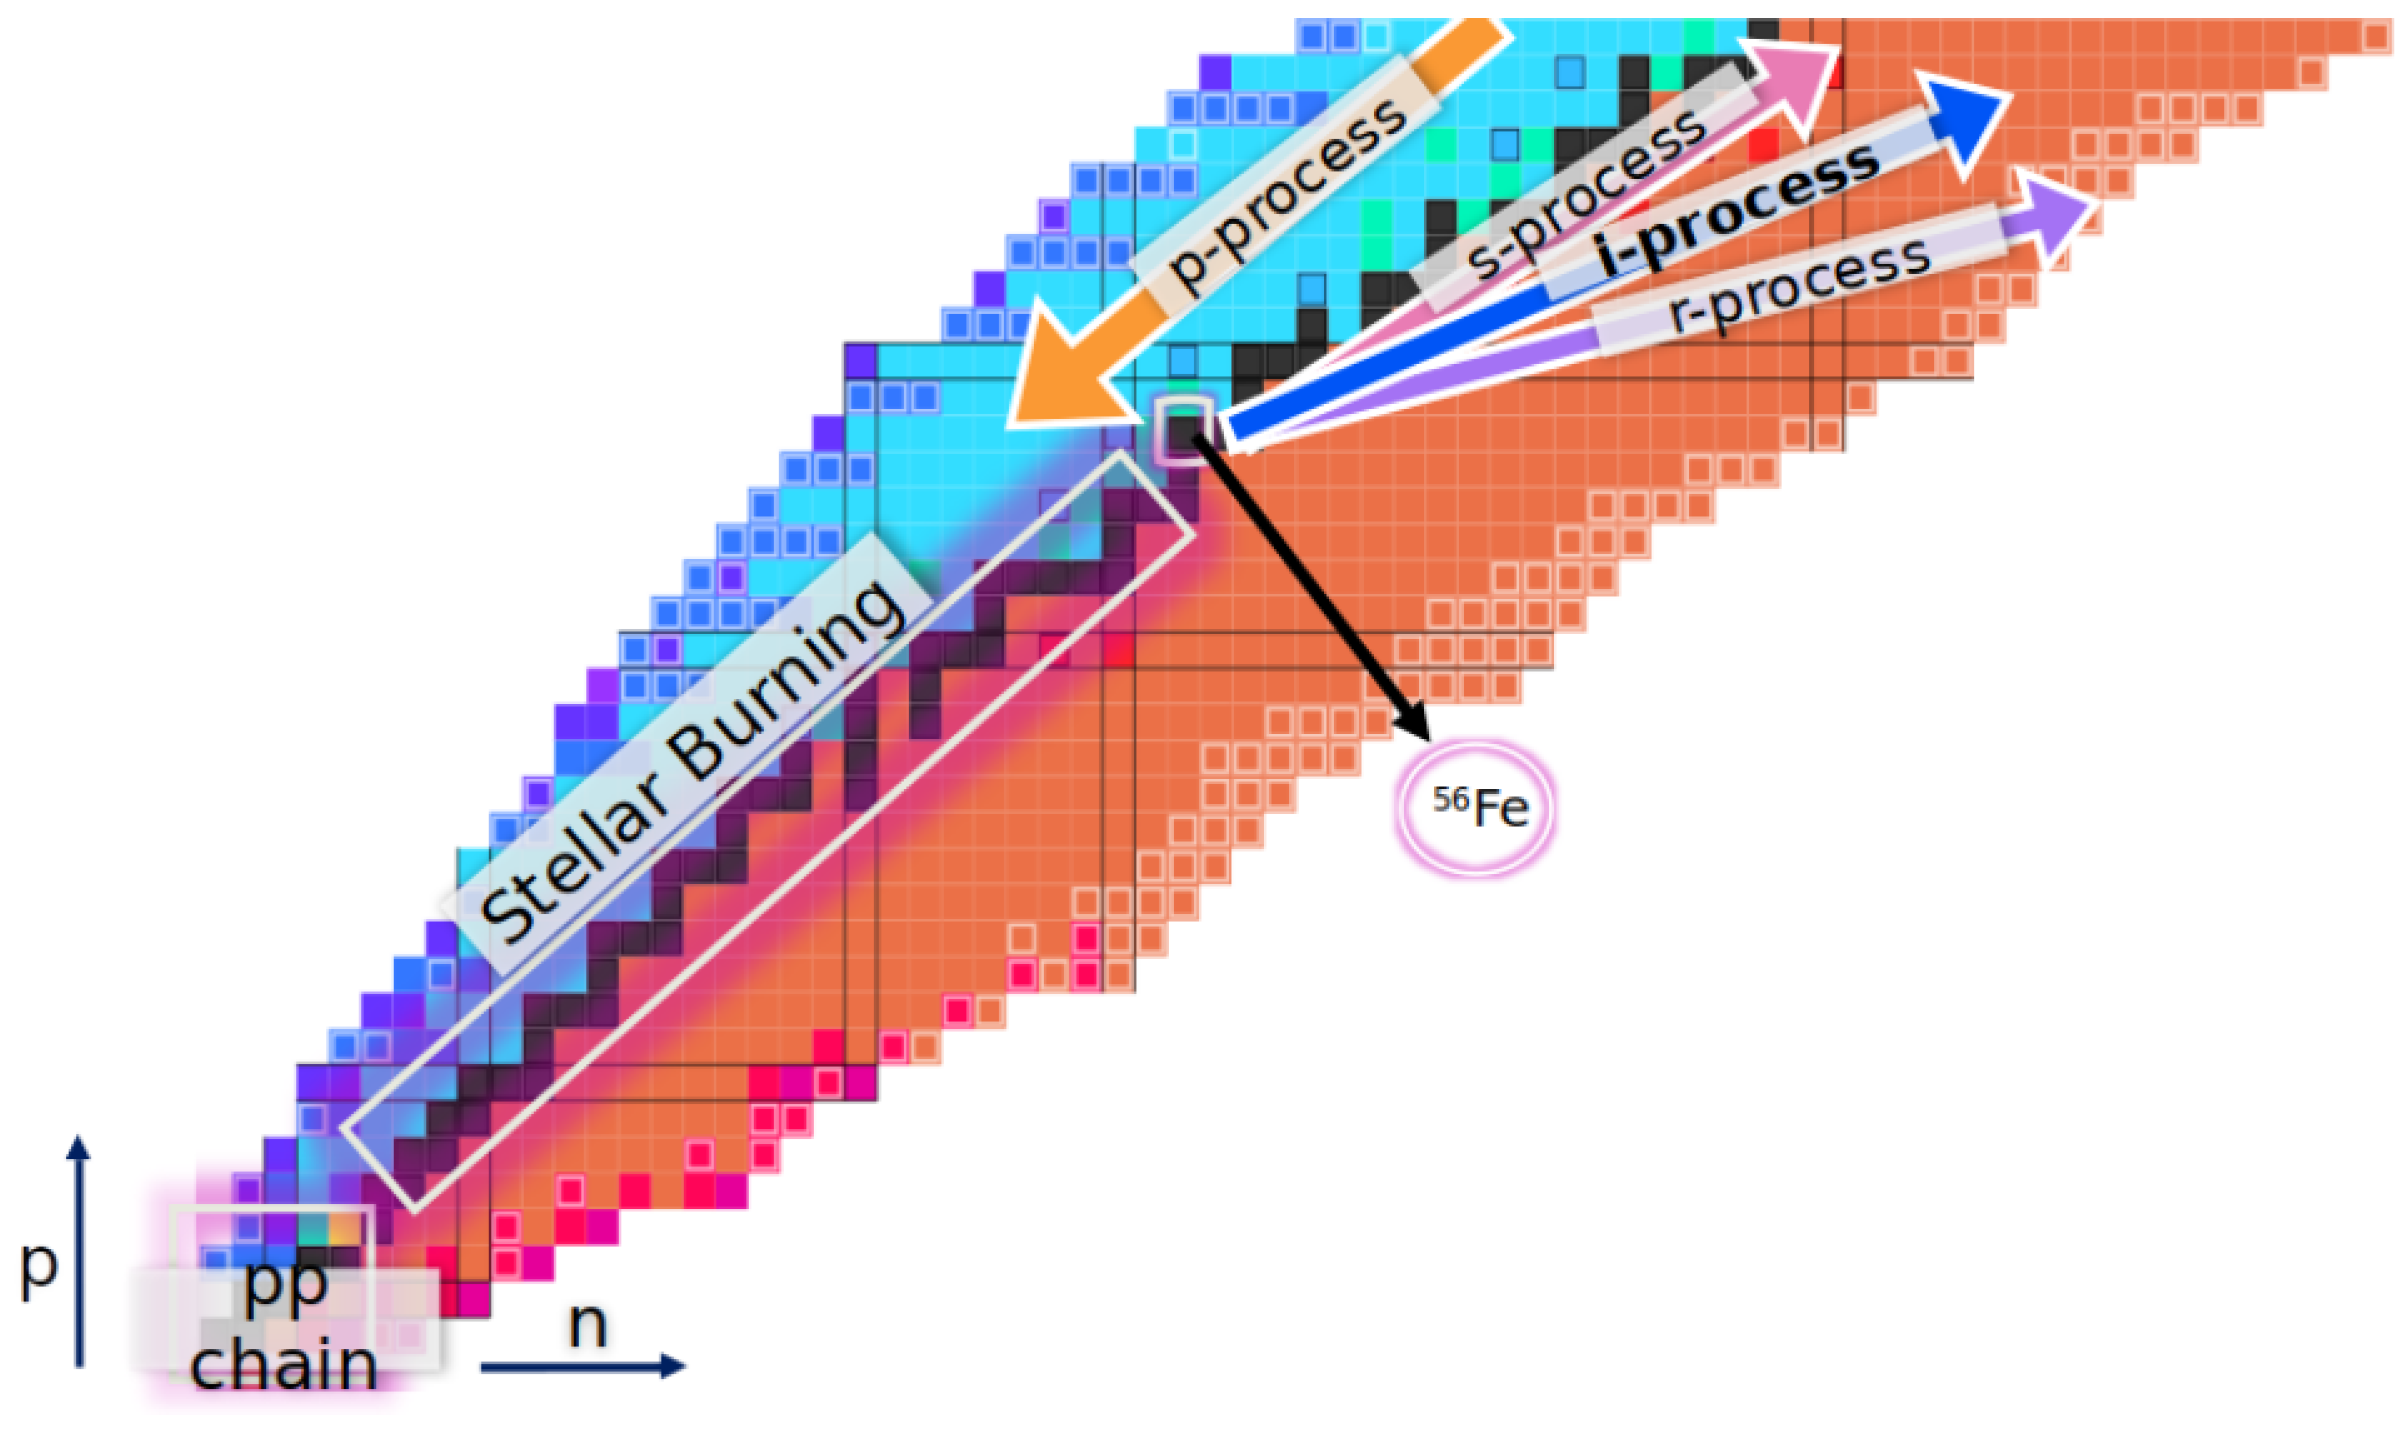 p-process
s-process
i-process
r-process
Stellar Burning
⁵⁶Fe
p
n
pp
chain